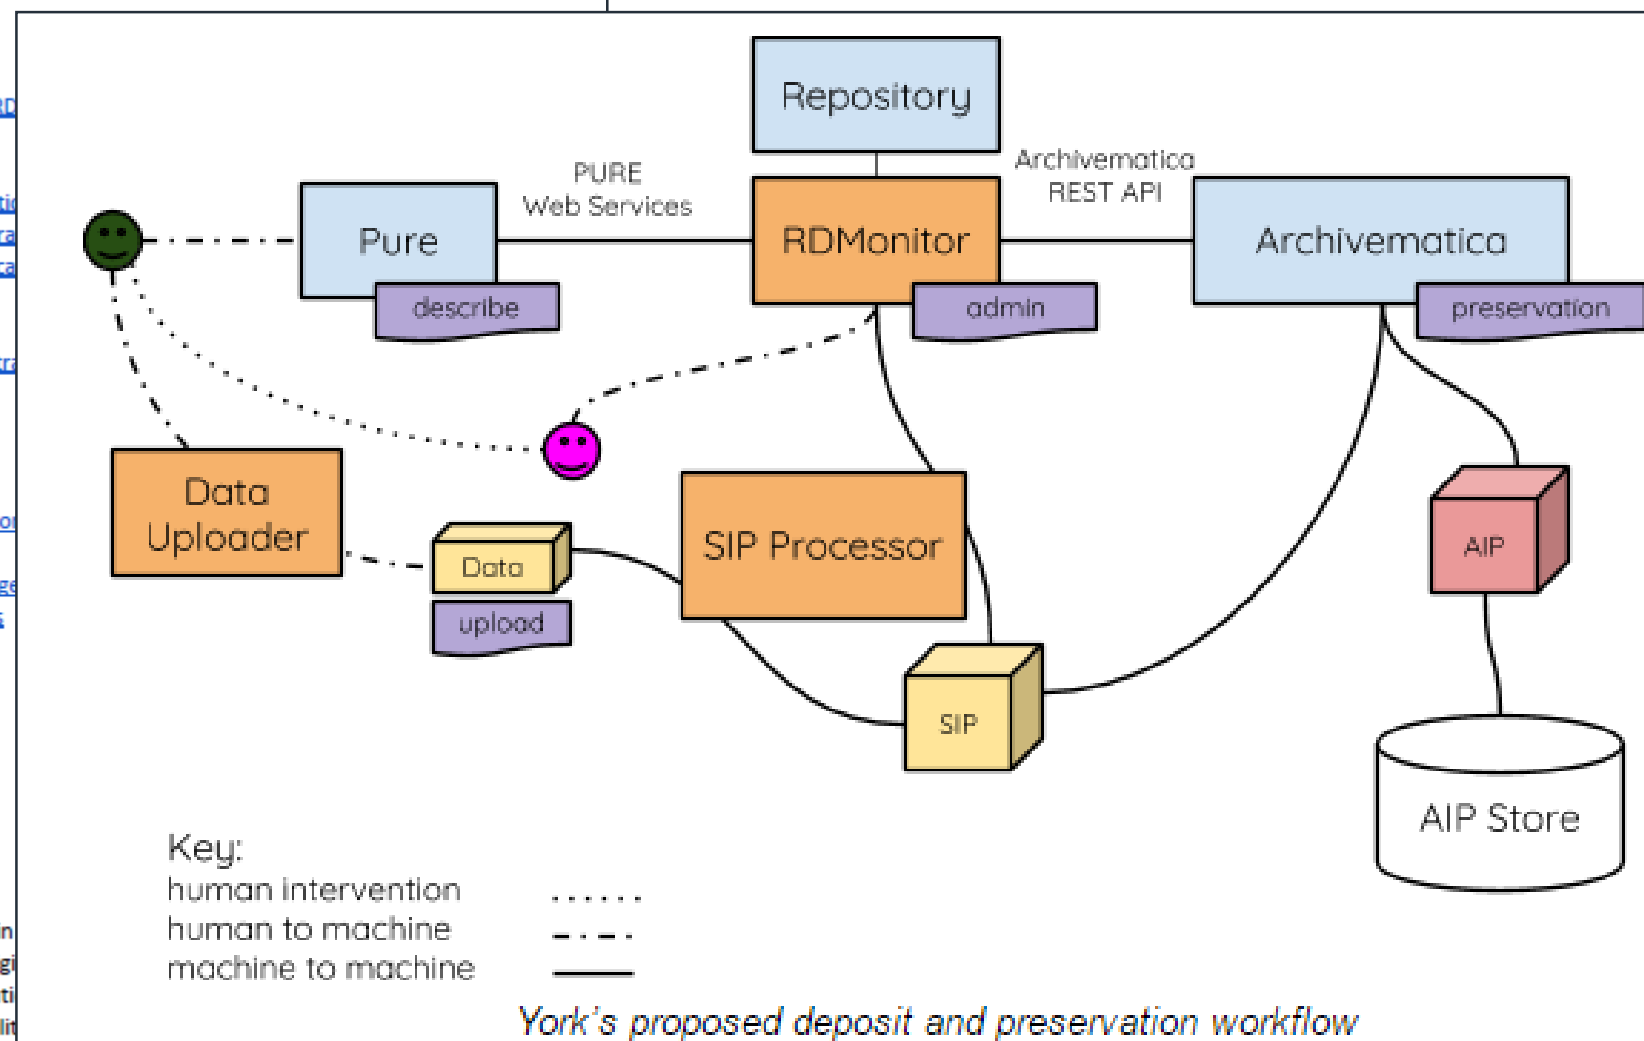 Repository
PURE
Web Services
Archivematica
REST API
Pure
RDMonitor
Archivematica
describe
admin
preservation
Data
Uploader
SIP Processor
Data
upload
AIP
SIP
AIP Store
Key:
human intervention
human to machine
machine to machine
York's proposed deposit and preservation workflow